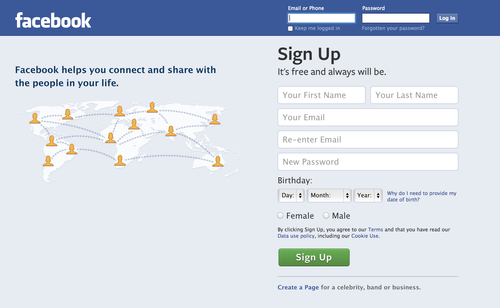 facebook
Email or Phone
Password
Log in
Keep me logged in
Forgotten your password?
Facebook helps you connect and share with
the people in your life.
Sign Up
It's free and always will be.
Your First Name
Your Last Name
Your Email
Re-enter Email
New Password
Birthday:
Day:
Month:
Year:
Why do I need to provide my
date of birth?
Female
Male
By clicking Sign Up, you agree to our Terms and that you have read our
Data use policy, including our Cookie Use.
Sign Up
Create a Page for a celebrity, band or business.